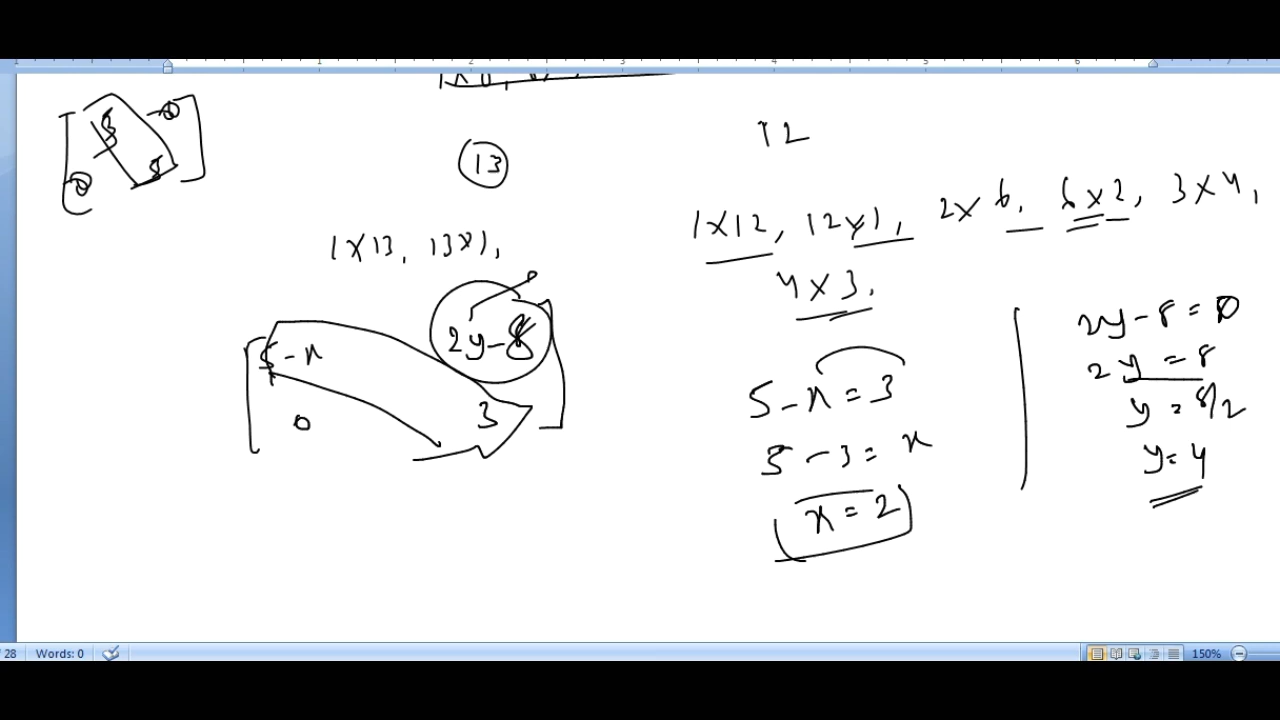 12
13
1×12, 12×1, 2×6, 6×2, 3×4,
4×3.
1×13, 13×1,
5-x 2y-8
0 3
5-x=3
5-3=x
x=2
2y-8=0
2y=8
y=8/2
y=4
28 Words: 0 150%